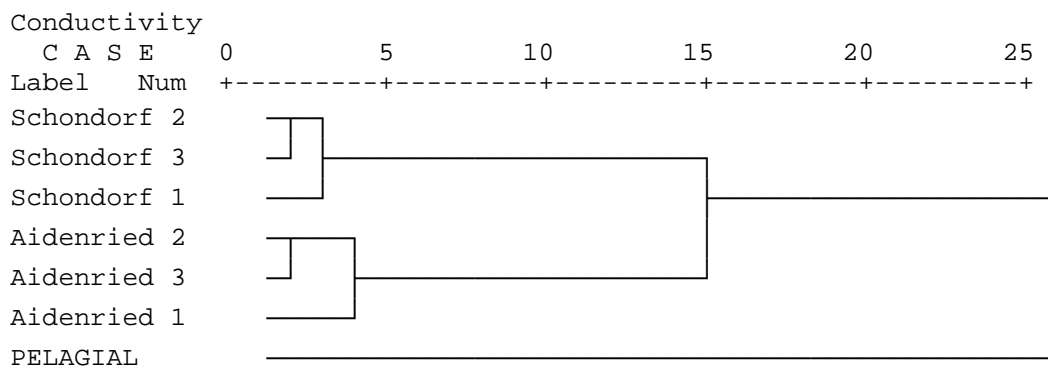 Conductivity
C A S E 0 5 10 15 20 25
Label Num +---------+---------+---------+---------+---------+
Schondorf 2
Schondorf 3
Schondorf 1
Aidenried 2
Aidenried 3
Aidenried 1
PELAGIAL